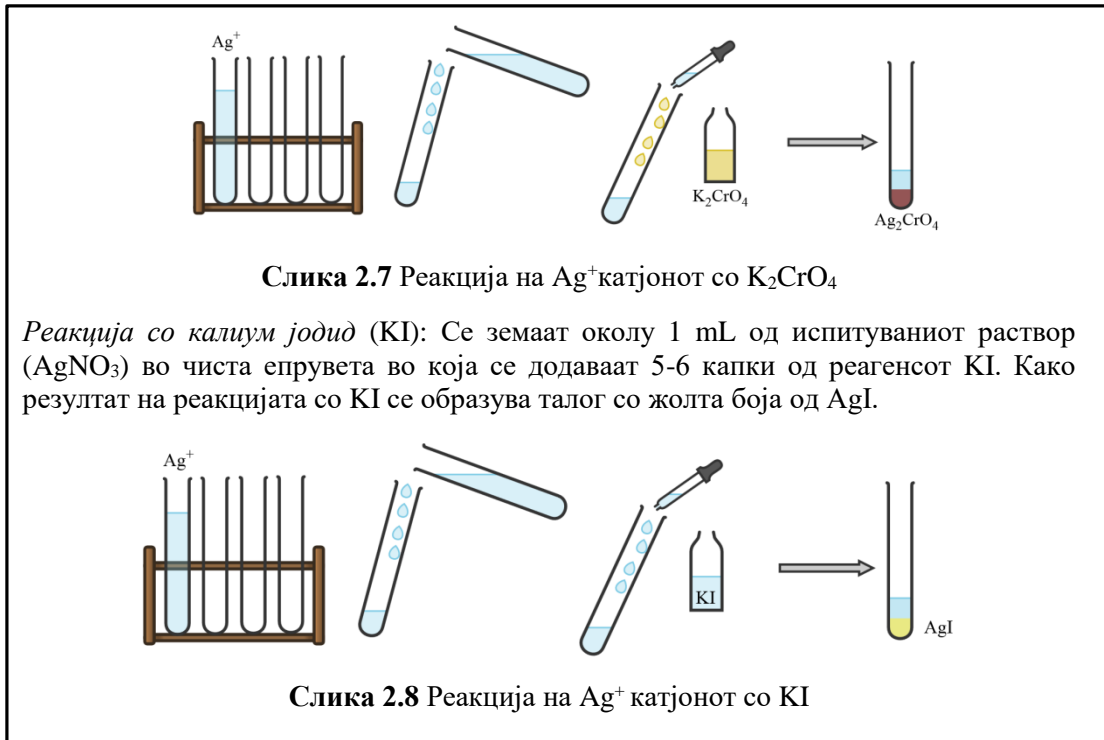 Ag⁺
K₂CrO₄
Ag₂CrO₄
Слика 2.7 Реакција на Ag⁺катјонот со K₂CrO₄
Реакција со калиум јодид (KI): Се земаат околу 1 mL од испитуваниот раствор
(AgNO₃) во чиста епрувета во која се додаваат 5-6 капки од реагенсот KI. Како
резултат на реакцијата со KI се образува талог со жолта боја од AgI.
Ag⁺
KI
AgI
Слика 2.8 Реакција на Ag⁺ катјонот со KI